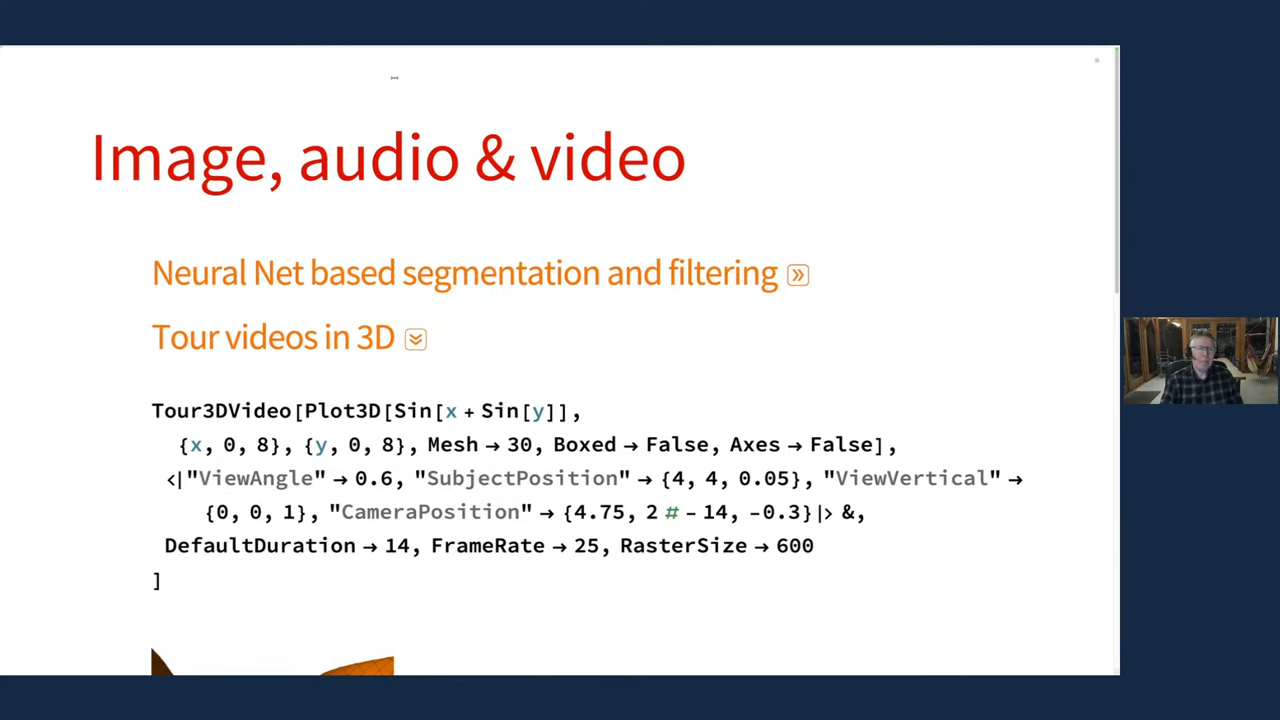 Image, audio & video
Neural Net based segmentation and filtering »
Tour videos in 3D
Tour3DVideo[Plot3D[Sin[x + Sin[y]],
{x, 0, 8}, {y, 0, 8}, Mesh → 30, Boxed → False, Axes → False],
<|"ViewAngle" → 0.6, "SubjectPosition" → {4, 4, 0.05}, "ViewVertical" →
{0, 0, 1}, "CameraPosition" → {4.75, 2 # - 14, -0.3}|> &,
DefaultDuration → 14, FrameRate → 25, RasterSize → 600
]